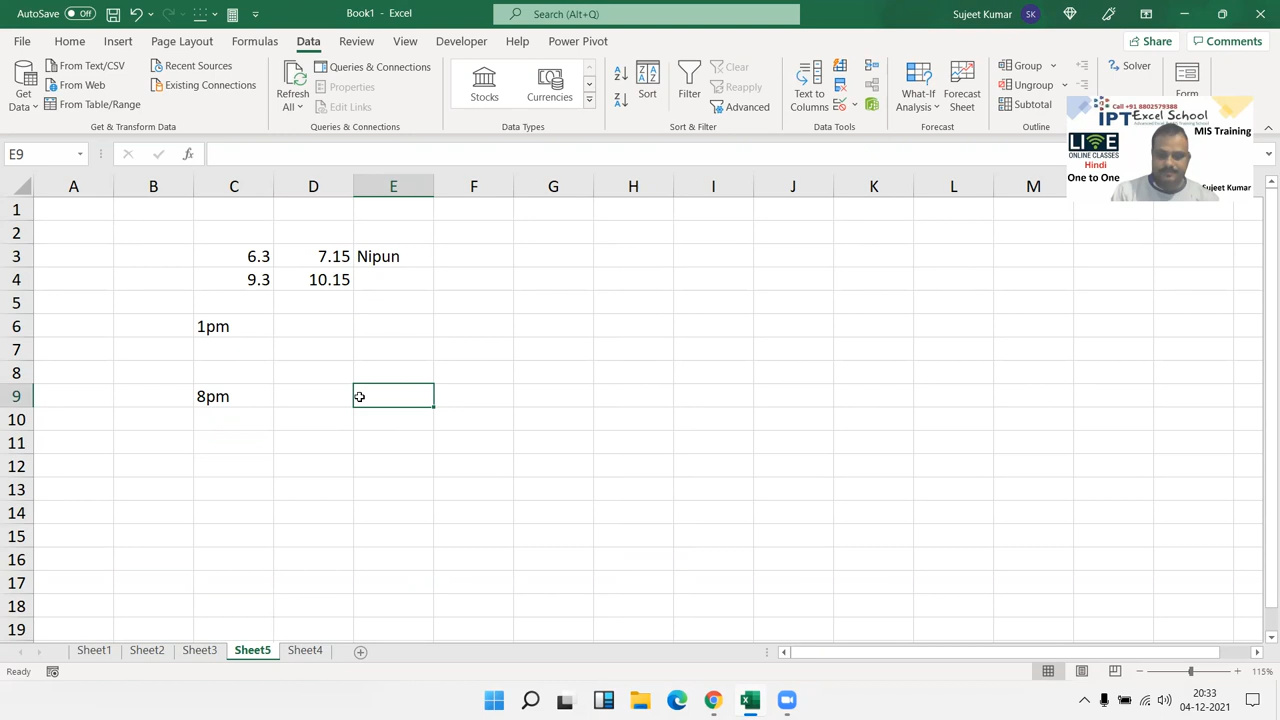 AutoSave Off Book1 - Excel Search (Alt+Q) Sujeet Kumar SK
File Home Insert Page Layout Formulas Data Review View Developer Help Power Pivot Share Comments
Get Data From Text/CSV From Web From Table/Range Recent Sources Existing Connections
Refresh All Queries & Connections Properties Edit Links
Stocks Currencies
Sort Filter Clear Reapply Advanced
Text to Columns
What-If Analysis Forecast Sheet
Group Ungroup Subtotal
Solver
Form
Get & Transform Data Queries & Connections Data Types Sort & Filter Data Tools Forecast Outline
Call +91 8802579388
iPT Excel School
LIVE MIS Training
ONLINE CLASSES
Hindi
One to One
Sujeet Kumar
E9 fx
A B C D E F G H I J K L M
1
2
3 6.3 7.15 Nipun
4 9.3 10.15
5
6 1pm
7
8
9 8pm
10
11
12
13
14
15
16
17
18
19
Sheet1 Sheet2 Sheet3 Sheet5 Sheet4
Ready 115%
20:33
04-12-2021